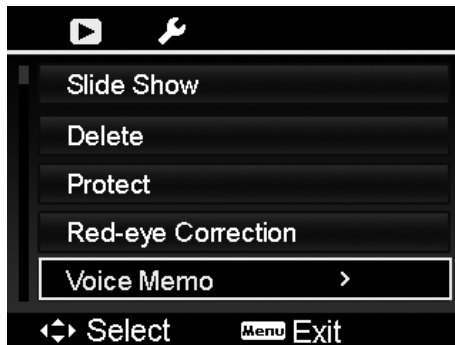 Slide Show
Delete
Protect
Red-eye Correction
Voice Memo >
Select Menu Exit